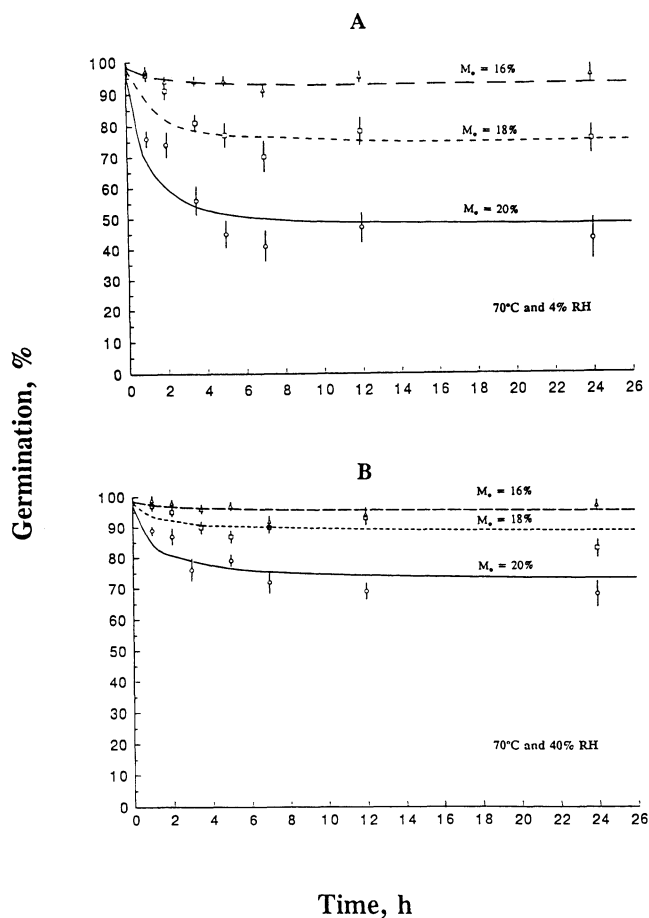 A
100
90
80
70
60
50
40
30
20
10
0
0 2 4 6 8 10 12 14 16 18 20 22 24 26
Mₒ = 16%
Mₒ = 18%
Mₒ = 20%
70°C and 4% RH
Germination, %
B
100
90
80
70
60
50
40
30
20
10
0
0 2 4 6 8 10 12 14 16 18 20 22 24 26
Mₒ = 16%
Mₒ = 18%
Mₒ = 20%
70°C and 40% RH
Time, h